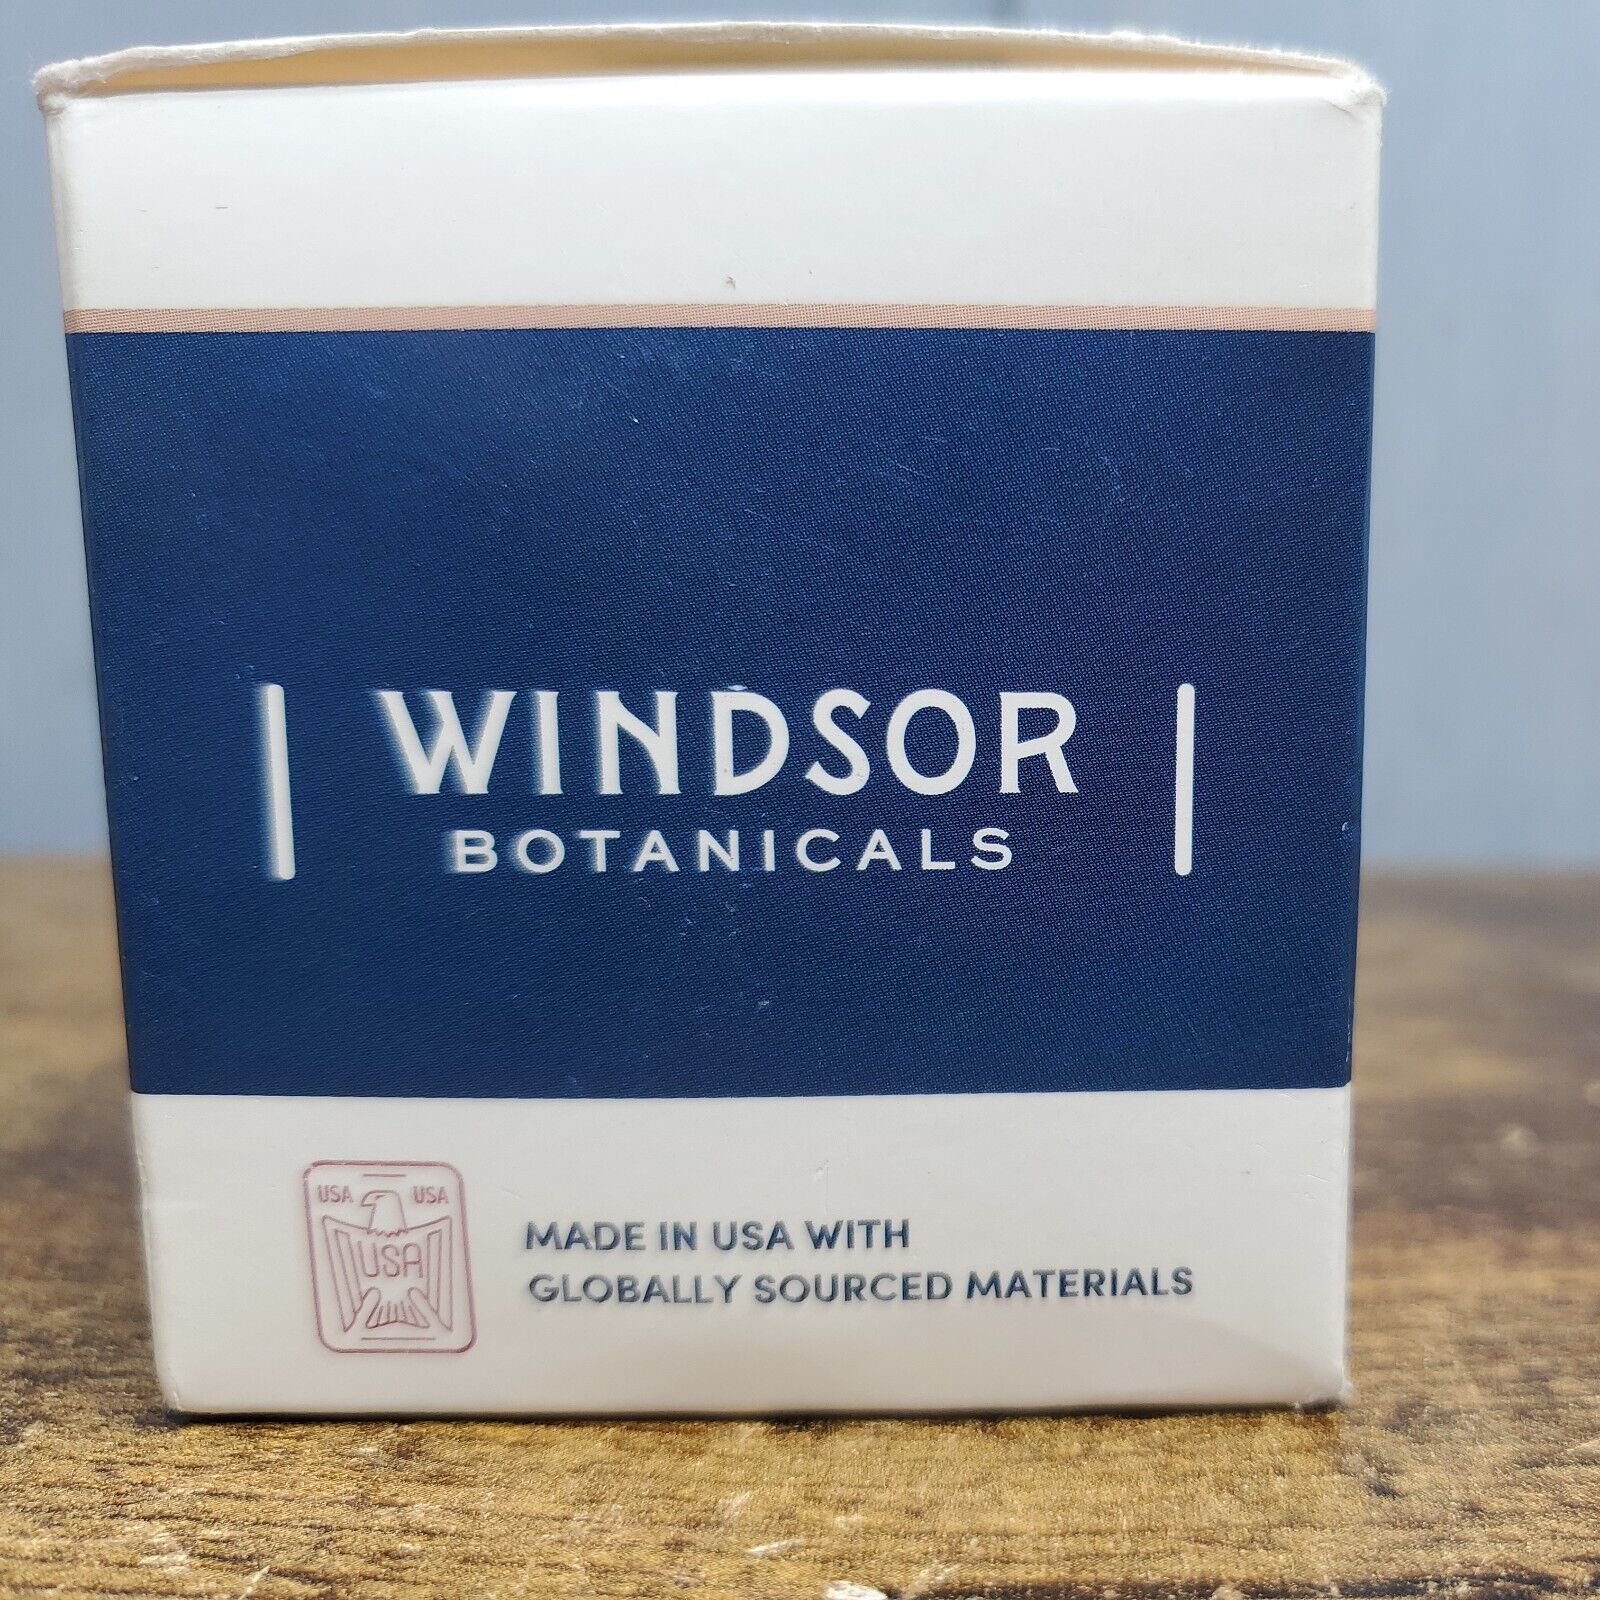 WINDSOR
BOTANICALS
USA USA
USA
MADE IN USA WITH
GLOBALLY SOURCED MATERIALS